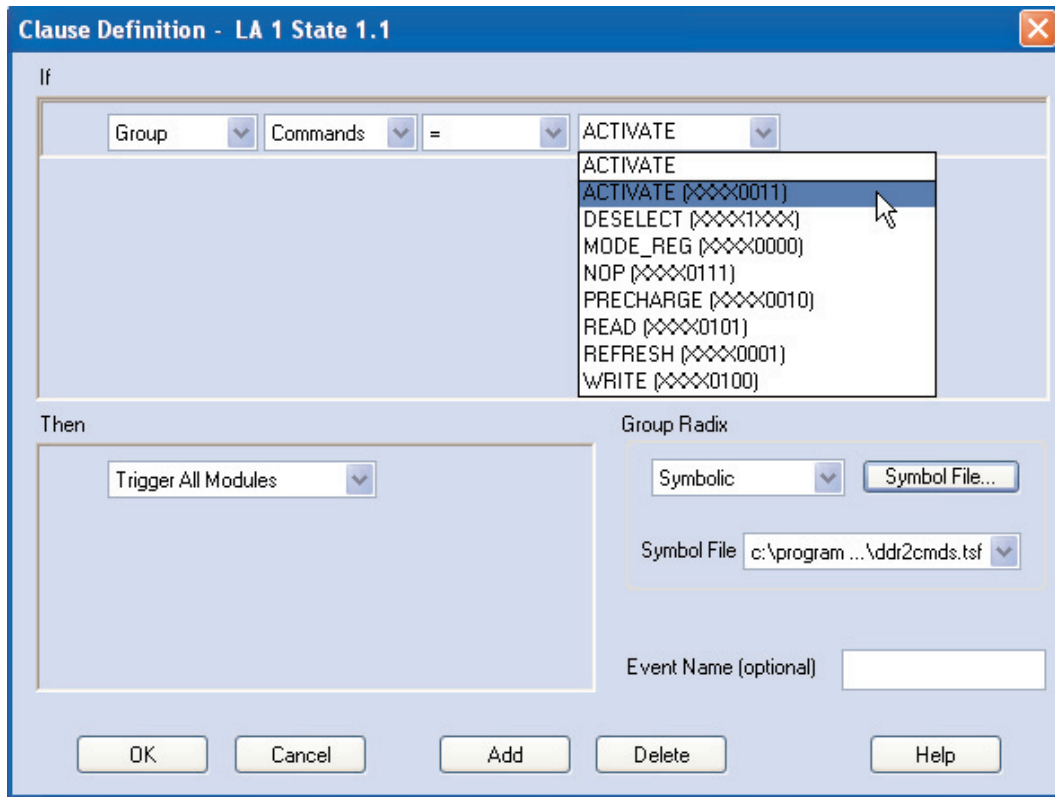 Clause Definition - LA 1 State 1.1
If
Group Commands = ACTIVATE
ACTIVATE
ACTIVATE (XXXX0011)
DESELECT (XXXX1XXX)
MODE_REG (XXXX0000)
NOP (XXXX0111)
PRECHARGE (XXXX0010)
READ (XXXX0101)
REFRESH (XXXX0001)
WRITE (XXXX0100)
Then
Trigger All Modules
Group Radix
Symbolic Symbol File...
Symbol File c:\program ...\ddr2cmds.tsf
Event Name (optional)
OK Cancel Add Delete Help